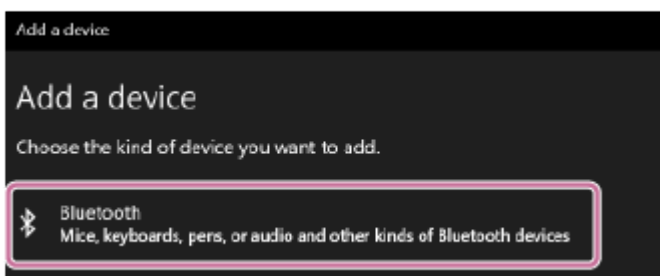 Add a device
Add a device
Choose the kind of device you want to add.
Bluetooth
Mice, keyboards, pens, or audio and other kinds of Bluetooth devices